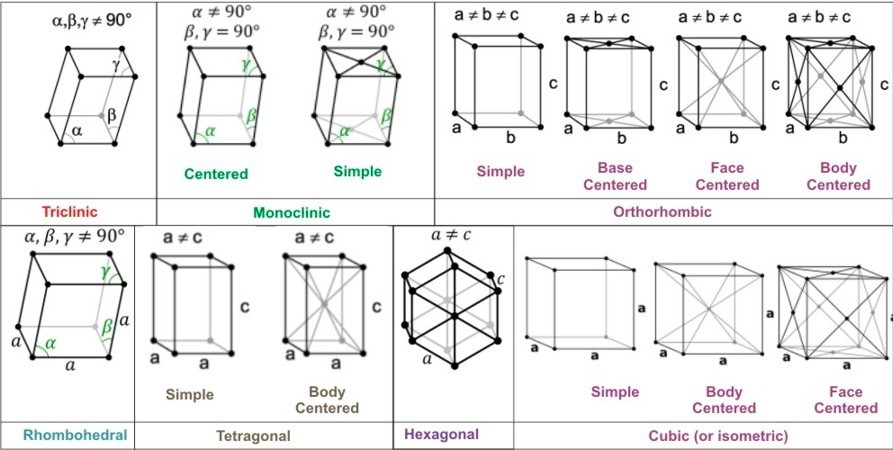 α,β,γ ≠ 90°
γ
β
α
Triclinic
α ≠ 90°
β, γ = 90°
γ
β
α
Centered
α ≠ 90°
β, γ = 90°
γ
β
α
Simple
Monoclinic
a ≠ b ≠ c
c
a
b
Simple
a ≠ b ≠ c
c
a
b
Base
Centered
a ≠ b ≠ c
c
a
b
Face
Centered
a ≠ b ≠ c
c
a
b
Body
Centered
Orthorhombic
α, β, γ ≠ 90°
γ
a
β
a
α
a
Rhombohedral
a ≠ c
c
a
a
Simple
a ≠ c
c
a
a
Body
Centered
Tetragonal
a ≠ c
c
a
Hexagonal
a
a
a
Simple
a
a
a
Body
Centered
a
a
a
Face
Centered
Cubic (or isometric)